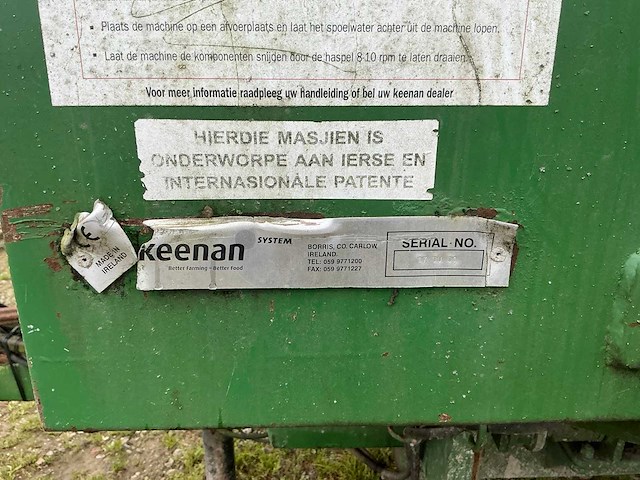 ▪ Plaats de machine op een afvoerplaats en laat het spoelwater achter uit de machine lopen.
▪ Laat de machine de komponenten snijden door de haspel 8-10 rpm te laten draaien.
Voor meer informatie raadpleeg uw handleiding of bel uw keenan dealer
HIERDIE MASJIEN IS
ONDERWORPE AAN IERSE EN
INTERNASIONALE PATENTE
CE
MADE IN
IRELAND
keenan SYSTEM
Better Farming - Better Food
BORRIS, CO. CARLOW,
IRELAND.
TEL: 059 9771200
FAX: 059 9771227
SERIAL NO.